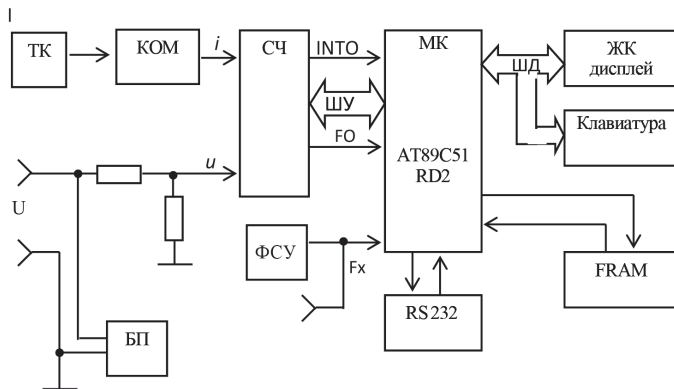 I
ТК
КОМ
i
СЧ
INTO
МК
ШД
ЖК
дисплей
ШУ
Клавиатура
FO
AT89C51
RD2
u
U
ФСУ
Fx
FRAM
RS232
БП